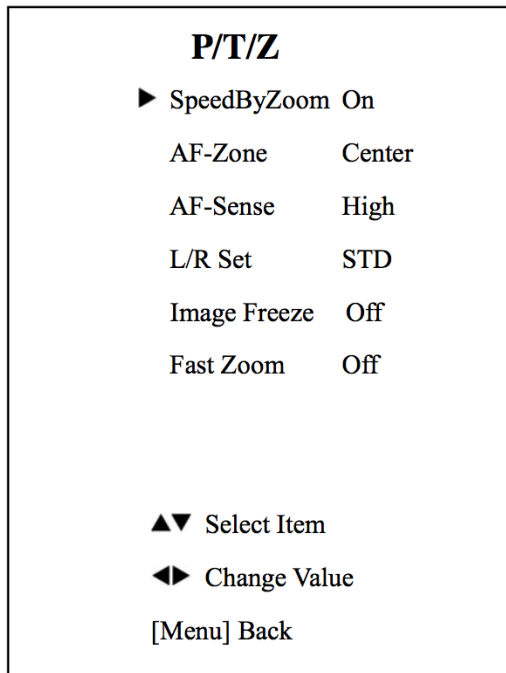 P/T/Z
▶ SpeedByZoom On
AF-Zone Center
AF-Sense High
L/R Set STD
Image Freeze Off
Fast Zoom Off
▲▼ Select Item
◀▶ Change Value
[Menu] Back